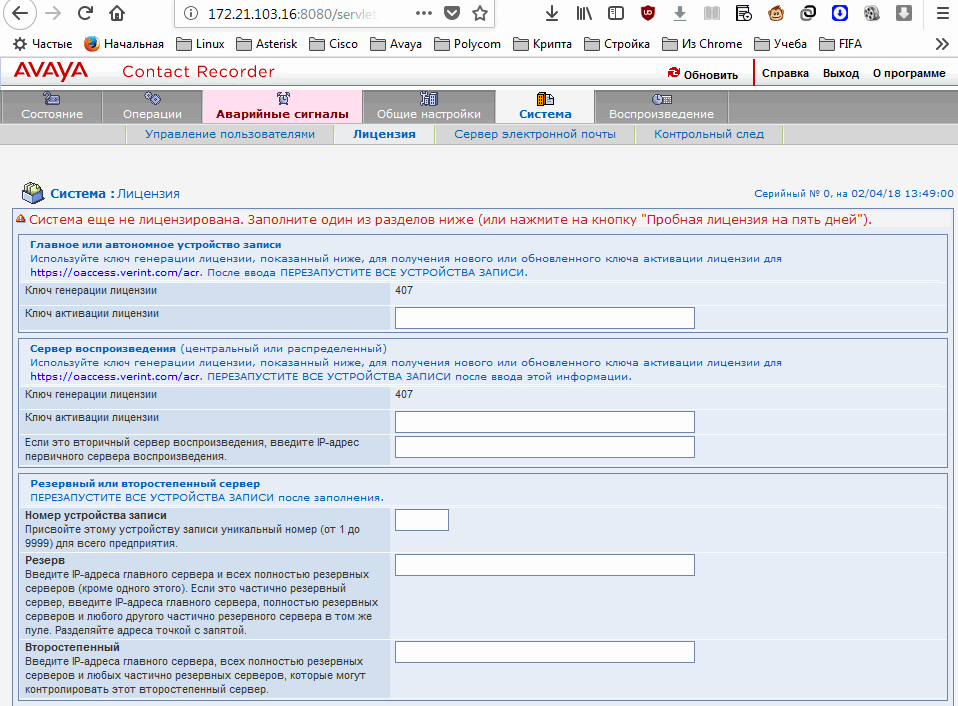 172.21.103.16:8080/servlet
Частые Начальная Linux Asterisk Cisco Avaya Polycom Крипта Стройка Из Chrome Учеба FIFA
AVAYA Contact Recorder Обновить Справка Выход О программе
Состояние Операции Аварийные сигналы Общие настройки Система Воспроизведение
Управление пользователями Лицензия Сервер электронной почты Контрольный след
Система : Лицензия Серийный № 0, на 02/04/18 13:49:00
Система еще не лицензирована. Заполните один из разделов ниже (или нажмите на кнопку "Пробная лицензия на пять дней").
Главное или автономное устройство записи
Используйте ключ генерации лицензии, показанный ниже, для получения нового или обновленного ключа активации лицензии для
https://oaccess.verint.com/acr. После ввода ПЕРЕЗАПУСТИТЕ ВСЕ УСТРОЙСТВА ЗАПИСИ.
Ключ генерации лицензии 407
Ключ активации лицензии
Сервер воспроизведения (центральный или распределенный)
Используйте ключ генерации лицензии, показанный ниже, для получения нового или обновленного ключа активации лицензии для
https://oaccess.verint.com/acr. ПЕРЕЗАПУСТИТЕ ВСЕ УСТРОЙСТВА ЗАПИСИ после ввода этой информации.
Ключ генерации лицензии 407
Ключ активации лицензии
Если это вторичный сервер воспроизведения, введите IP-адрес
первичного сервера воспроизведения.
Резервный или второстепенный сервер
ПЕРЕЗАПУСТИТЕ ВСЕ УСТРОЙСТВА ЗАПИСИ после заполнения.
Номер устройства записи
Присвойте этому устройству записи уникальный номер (от 1 до
9999) для всего предприятия.
Резерв
Введите IP-адреса главного сервера и всех полностью резервных
серверов (кроме одного этого). Если это частично резервный
сервер, введите IP-адреса главного сервера, полностью резервных
серверов и любого другого частично резервного сервера в том же
пуле. Разделяйте адреса точкой с запятой.
Второстепенный
Введите IP-адреса главного сервера, всех полностью резервных
серверов и любых частично резервных серверов, которые могут
контролировать этот второстепенный сервер.